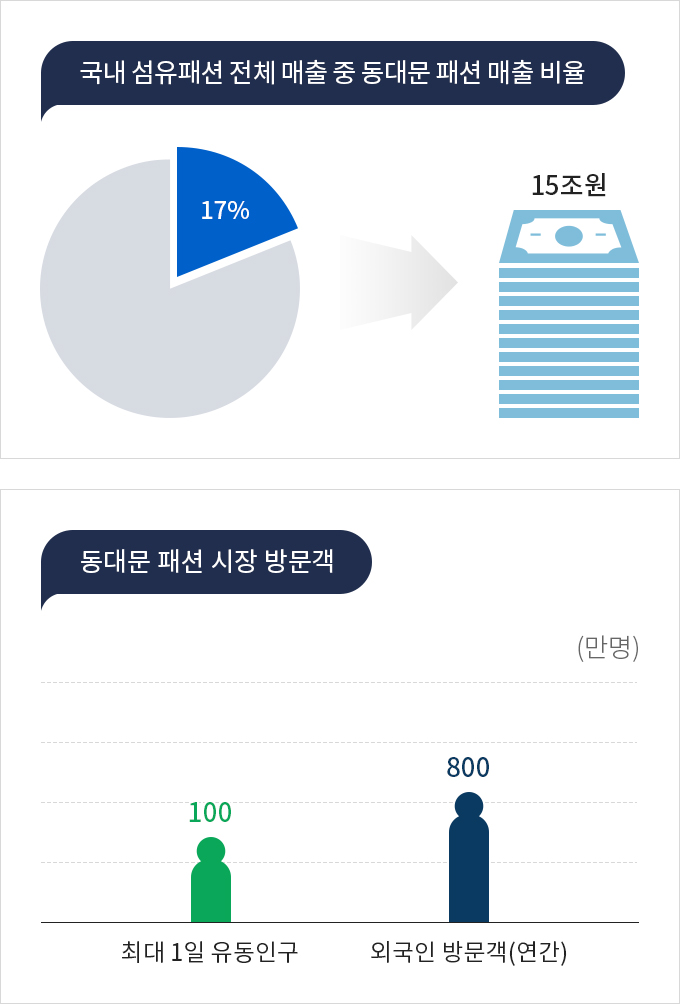 국내 섬유패션 전체 매출 중 동대문 패션 매출 비율
17%
15조원
동대문 패션 시장 방문객
(만명)
100
800
최대 1일 유동인구
외국인 방문객(연간)